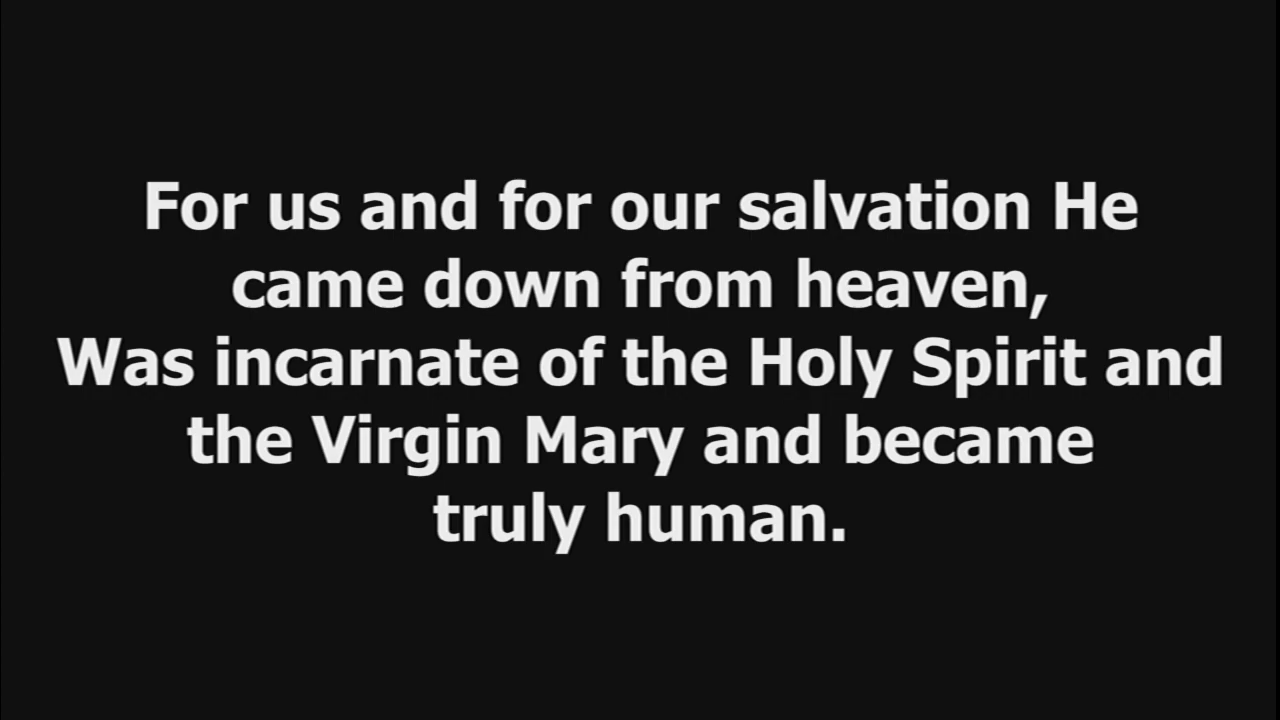 For us and for our salvation He
came down from heaven,
Was incarnate of the Holy Spirit and
the Virgin Mary and became
truly human.